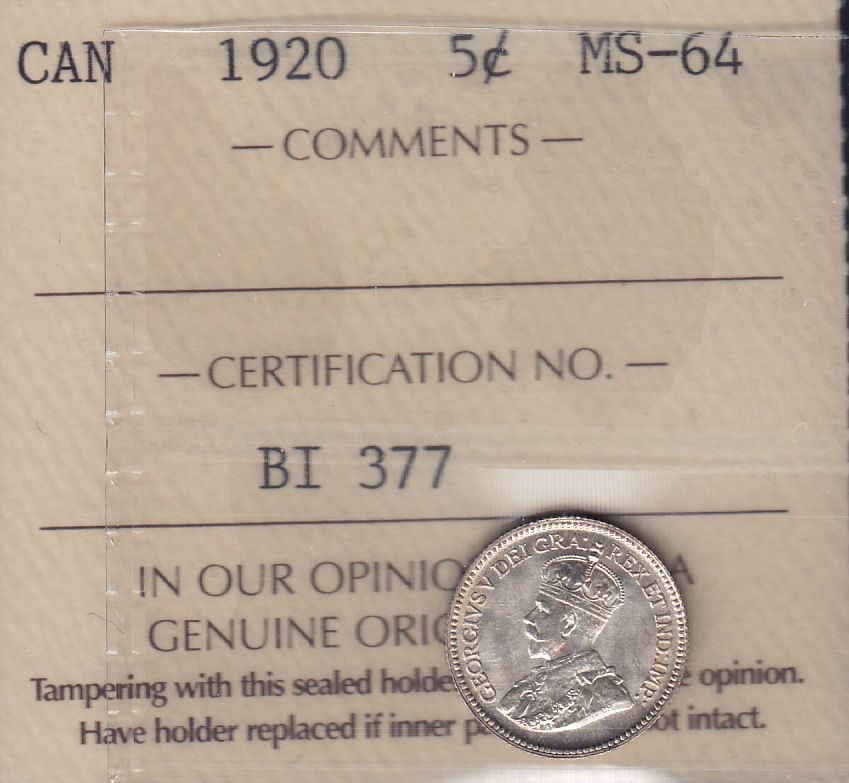 CAN 1920 5¢ MS-64
— COMMENTS —
— CERTIFICATION NO. —
BI 377
IN OUR OPINIO A
GENUINE ORIG
Tampering with this sealed holde e opinion.
Have holder replaced if inner p ot intact.
GEORGIVS V DEI GRA: REX ET IND: IMP: